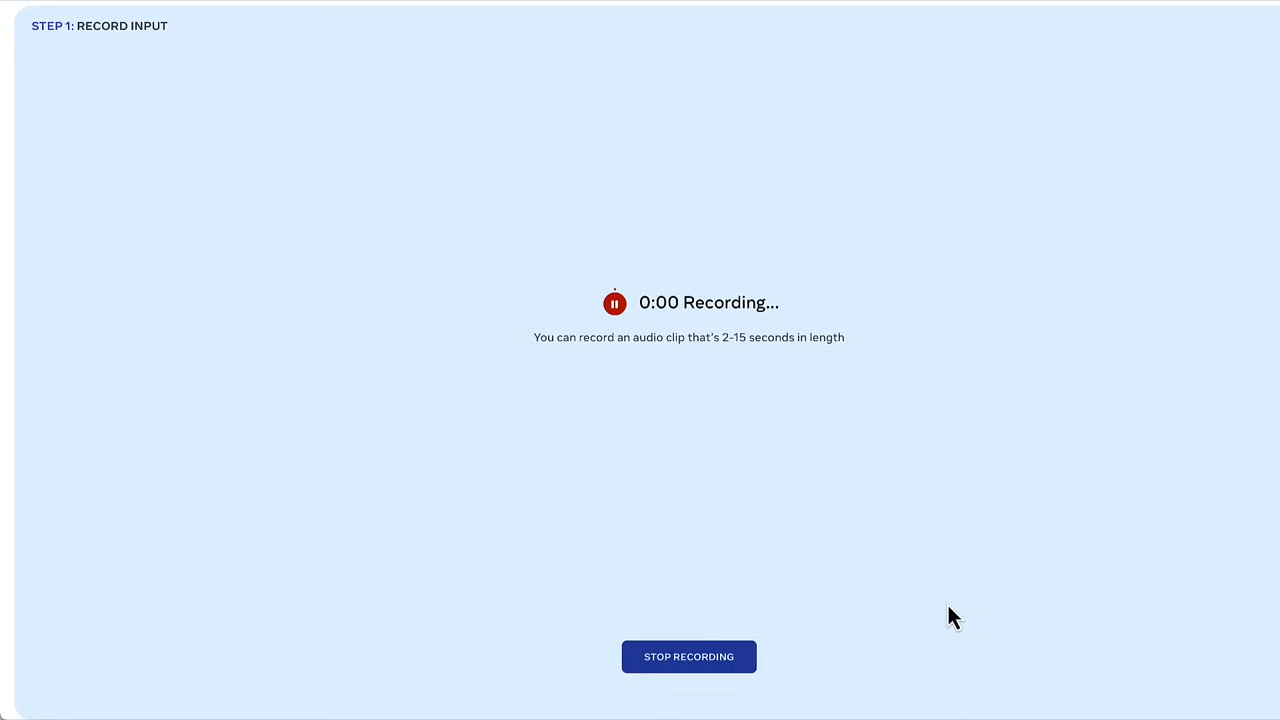 STEP 1: RECORD INPUT
0:00 Recording...
You can record an audio clip that's 2-15 seconds in length
STOP RECORDING